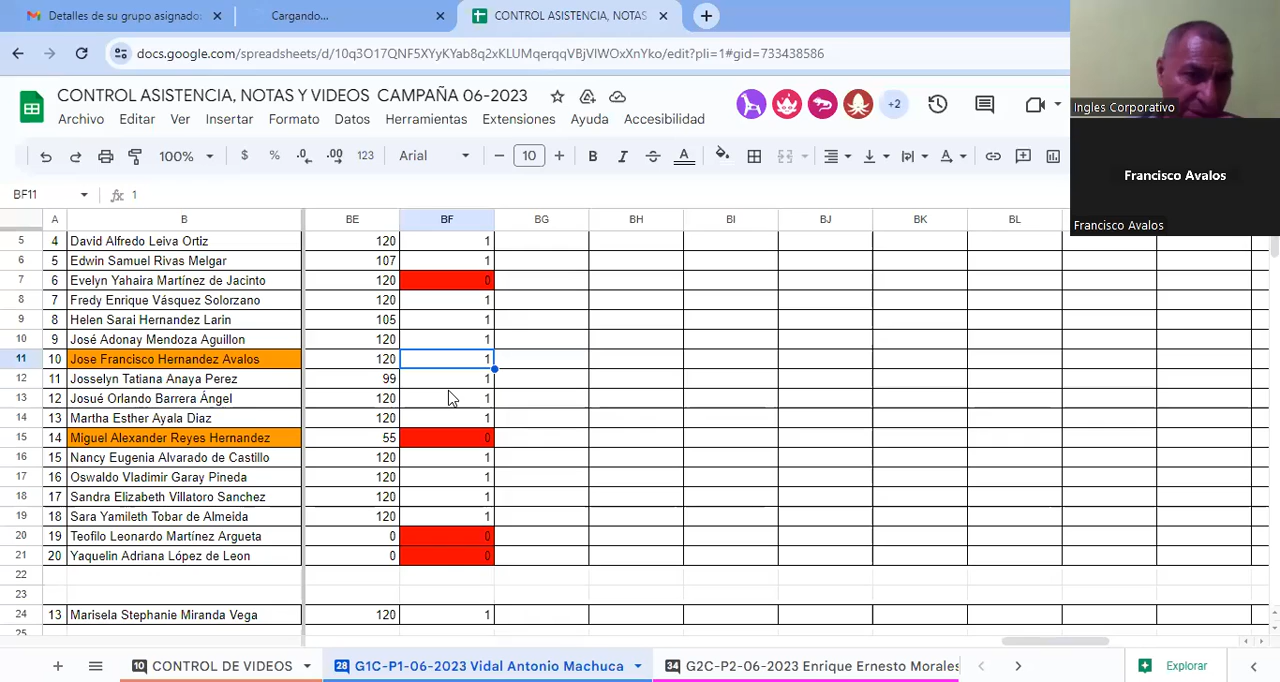 Detalles de su grupo asignado:
Cargando...
CONTROL ASISTENCIA, NOTAS
docs.google.com/spreadsheets/d/10q3O17QNF5XYyKYab8q2xKLUMqerqqVBjVlWOxXnYko/edit?pli=1#gid=733438586
CONTROL ASISTENCIA, NOTAS Y VIDEOS CAMPAÑA 06-2023
Archivo Editar Ver Insertar Formato Datos Herramientas Extensiones Ayuda Accesibilidad
+2
100% $ % .0 .00 123 Arial 10 B I A
BF11 fx 1
A B BE BF BG BH BI BJ BK BL
5 4 David Alfredo Leiva Ortiz 120 1
6 5 Edwin Samuel Rivas Melgar 107 1
7 6 Evelyn Yahaira Martínez de Jacinto 120 0
8 7 Fredy Enrique Vásquez Solorzano 120 1
9 8 Helen Sarai Hernandez Larin 105 1
10 9 José Adonay Mendoza Aguillon 120 1
11 10 Jose Francisco Hernandez Avalos 120 1
12 11 Josselyn Tatiana Anaya Perez 99 1
13 12 Josué Orlando Barrera Ángel 120 1
14 13 Martha Esther Ayala Diaz 120 1
15 14 Miguel Alexander Reyes Hernandez 55 0
16 15 Nancy Eugenia Alvarado de Castillo 120 1
17 16 Oswaldo Vladimir Garay Pineda 120 1
18 17 Sandra Elizabeth Villatoro Sanchez 120 1
19 18 Sara Yamileth Tobar de Almeida 120 1
20 19 Teofilo Leonardo Martínez Argueta 0 0
21 20 Yaquelin Adriana López de Leon 0 0
22
23
24 13 Marisela Stephanie Miranda Vega 120 1
25
10 CONTROL DE VIDEOS
28 G1C-P1-06-2023 Vidal Antonio Machuca
34 G2C-P2-06-2023 Enrique Ernesto Morales
Explorar
Ingles Corporativo
Francisco Avalos
Francisco Avalos